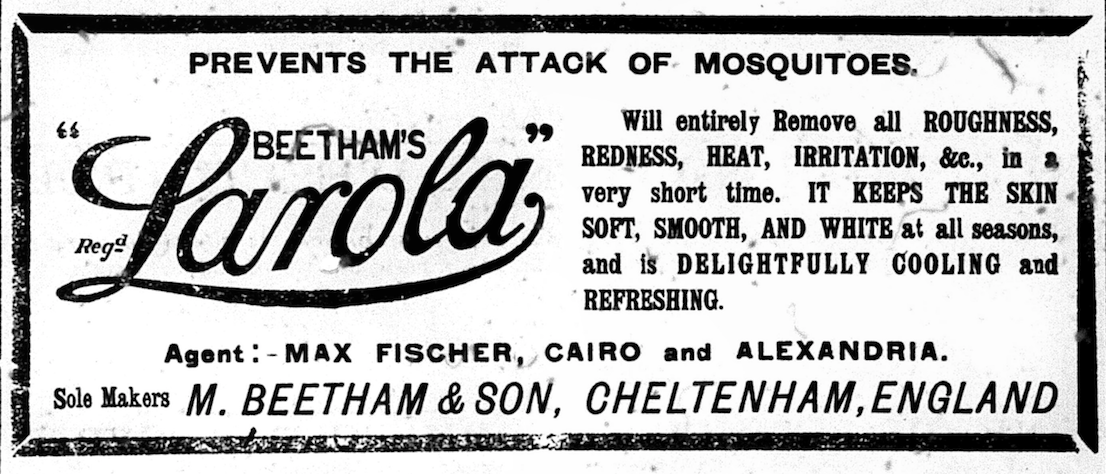 PREVENTS THE ATTACK OF MOSQUITOES.
BEETHAM'S
"Larola"
Regd
Will entirely Remove all ROUGHNESS,
REDNESS, HEAT, IRRITATION, &c., in a
very short time. IT KEEPS THE SKIN
SOFT, SMOOTH, AND WHITE at all seasons,
and is DELIGHTFULLY COOLING and
REFRESHING.
Agent:- MAX FISCHER, CAIRO and ALEXANDRIA.
Sole Makers M. BEETHAM & SON, CHELTENHAM, ENGLAND